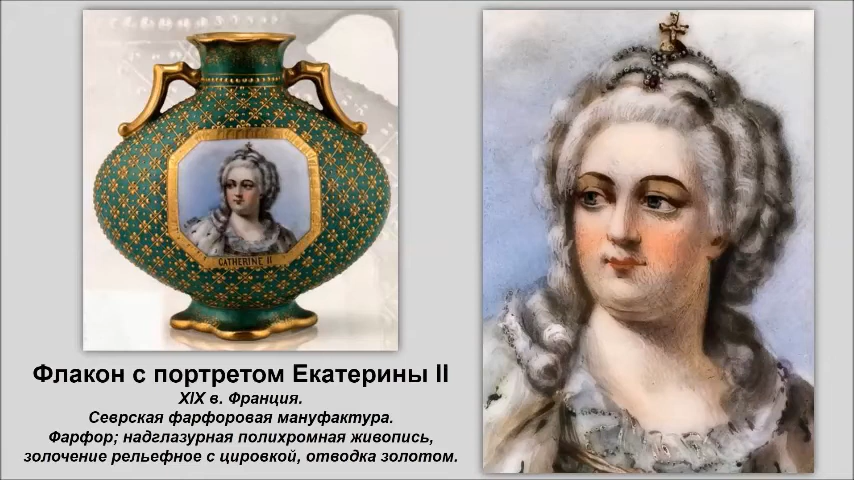 CATHERINE II
Флакон с портретом Екатерины II
XIX в. Франция.
Севрская фарфоровая мануфактура.
Фарфор; надглазурная полихромная живопись,
золочение рельефное с цировкой, отводка золотом.